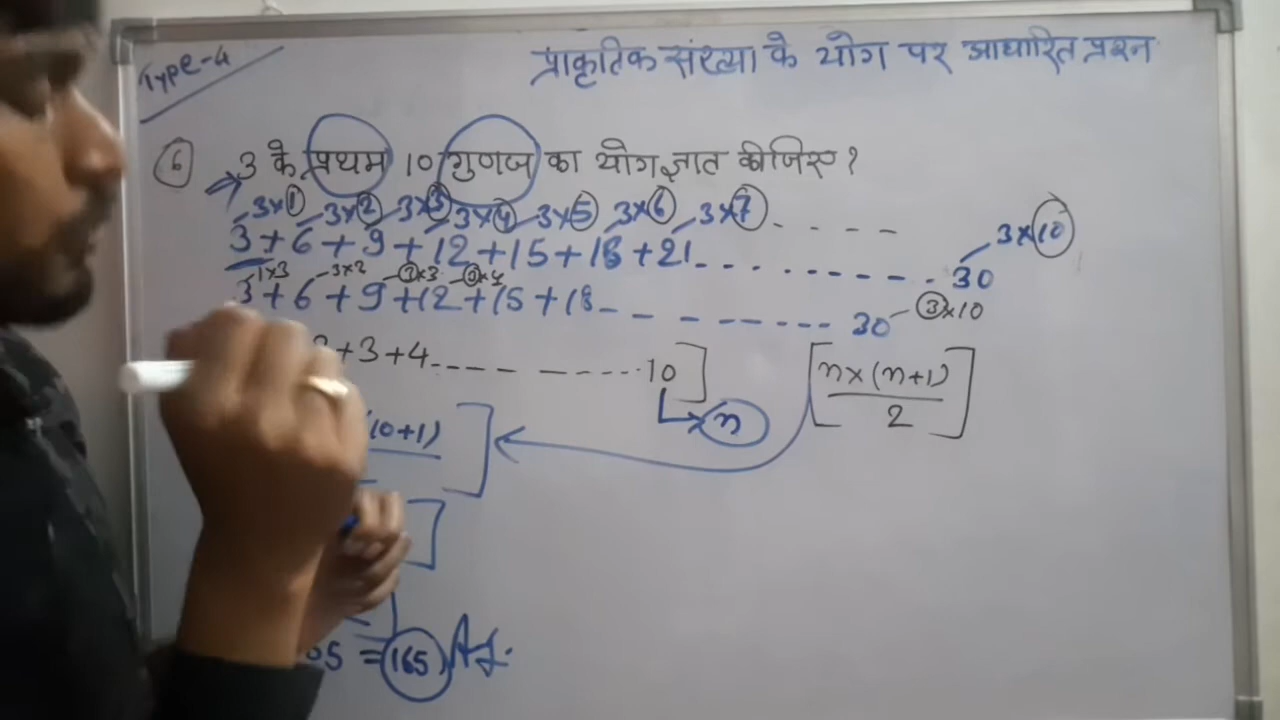 Type-4
प्राकृतिक संख्या के योग पर आधारित प्रश्न
6 3 के प्रथम 10 गुणज का योग ज्ञात कीजिए?
3×1 3×2 3×3 3×4 3×5 3×6 3×7 - - - - 3×10
3+6+9+12+15+18+21 - - - - - - - - - 30
1×3 3×2 3×3 3×4
3+6+9+12+15+18 - - - - - - - - - 30 3×10
+3+4 - - - - - - - - 10] [n×(n+1)/2]
n
(10+1)
]
05 = 165 Ans.